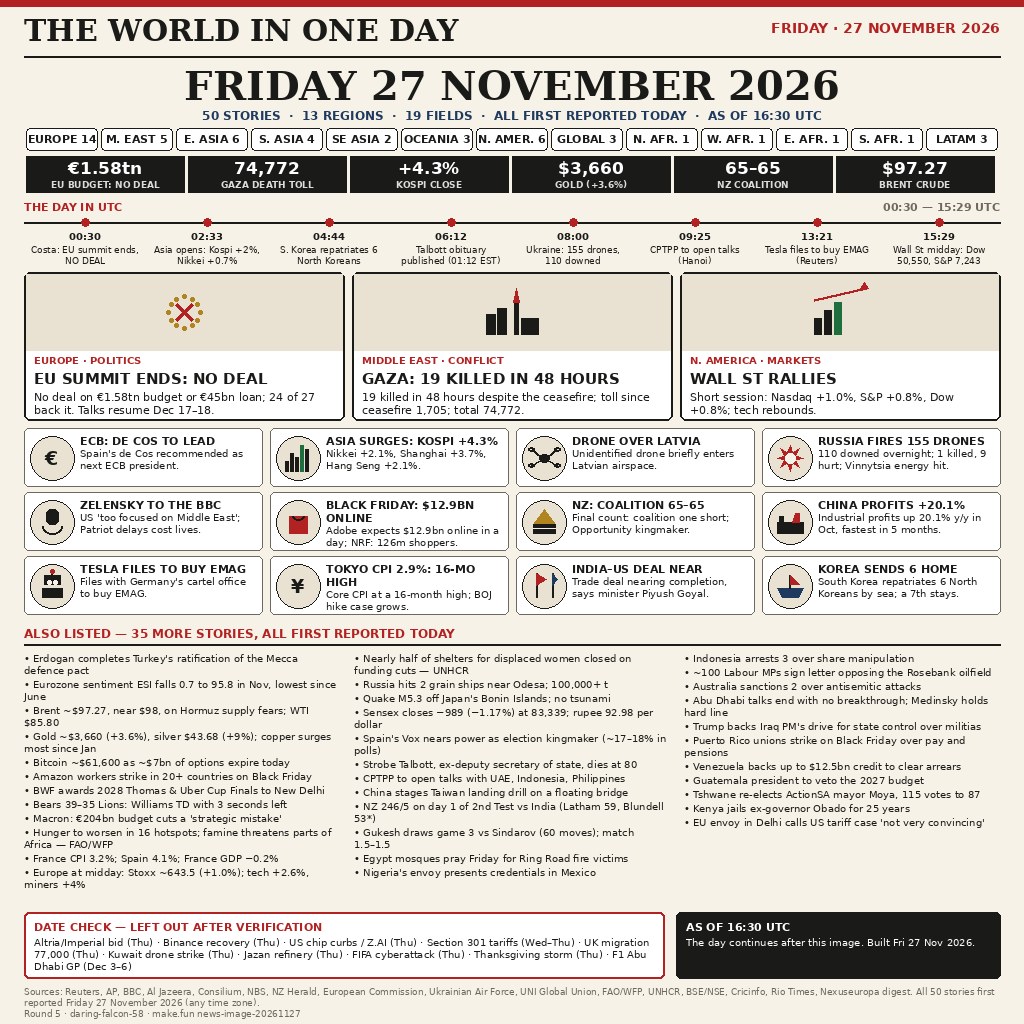 THE WORLD IN ONE DAY
FRIDAY · 27 NOVEMBER 2026
FRIDAY 27 NOVEMBER 2026
50 STORIES · 13 REGIONS · 19 FIELDS · ALL FIRST REPORTED TODAY · AS OF 16:30 UTC
EUROPE 14
M. EAST 5
E. ASIA 6
S. ASIA 4
SE ASIA 2
OCEANIA 3
N. AMER. 6
GLOBAL 3
N. AFR. 1
W. AFR. 1
E. AFR. 1
S. AFR. 1
LATAM 3
€1.58tn
EU BUDGET: NO DEAL
74,772
GAZA DEATH TOLL
+4.3%
KOSPI CLOSE
$3,660
GOLD (+3.6%)
65–65
NZ COALITION
$97.27
BRENT CRUDE
THE DAY IN UTC
00:30 — 15:29 UTC
00:30
Costa: EU summit ends,
NO DEAL
02:33
Asia opens: Kospi +2%,
Nikkei +0.7%
04:44
S. Korea repatriates 6
North Koreans
06:12
Talbott obituary
published (01:12 EST)
08:00
Ukraine: 155 drones,
110 downed
09:25
CPTPP to open talks
(Hanoi)
13:21
Tesla files to buy EMAG
(Reuters)
15:29
Wall St midday: Dow
50,550, S&P 7,243
EUROPE · POLITICS
EU SUMMIT ENDS: NO DEAL
No deal on €1.58tn budget or €45bn loan; 24 of 27
back it. Talks resume Dec 17–18.
MIDDLE EAST · CONFLICT
GAZA: 19 KILLED IN 48 HOURS
19 killed in 48 hours despite the ceasefire; toll since
ceasefire 1,705; total 74,772.
N. AMERICA · MARKETS
WALL ST RALLIES
Short session: Nasdaq +1.0%, S&P +0.8%, Dow
+0.8%; tech rebounds.
€
ECB: DE COS TO LEAD
Spain's de Cos recommended as
next ECB president.
ASIA SURGES: KOSPI +4.3%
Nikkei +2.1%, Shanghai +3.7%,
Hang Seng +2.1%.
DRONE OVER LATVIA
Unidentified drone briefly enters
Latvian airspace.
RUSSIA FIRES 155 DRONES
110 downed overnight; 1 killed, 9
hurt; Vinnytsia energy hit.
ZELENSKY TO THE BBC
US 'too focused on Middle East';
Patriot delays cost lives.
BLACK FRIDAY: $12.9BN
ONLINE
Adobe expects $12.9bn online in a
day; NRF: 126m shoppers.
NZ: COALITION 65–65
Final count: coalition one short;
Opportunity kingmaker.
CHINA PROFITS +20.1%
Industrial profits up 20.1% y/y in
Oct, fastest in 5 months.
TESLA FILES TO BUY EMAG
Files with Germany's cartel office
to buy EMAG.
¥
TOKYO CPI 2.9%: 16-MO
HIGH
Core CPI at a 16-month high; BOJ
hike case grows.
INDIA–US DEAL NEAR
Trade deal nearing completion,
says minister Piyush Goyal.
KOREA SENDS 6 HOME
South Korea repatriates 6 North
Koreans by sea; a 7th stays.
ALSO LISTED — 35 MORE STORIES, ALL FIRST REPORTED TODAY
• Erdogan completes Turkey's ratification of the Mecca
defence pact
• Eurozone sentiment ESI falls 0.7 to 95.8 in Nov, lowest since
June
• Brent ~$97.27, near $98, on Hormuz supply fears; WTI
$85.80
• Gold ~$3,660 (+3.6%), silver $43.68 (+9%); copper surges
most since Jan
• Bitcoin ~$61,600 as ~$7bn of options expire today
• Amazon workers strike in 20+ countries on Black Friday
• BWF awards 2028 Thomas & Uber Cup Finals to New Delhi
• Bears 39–35 Lions: Williams TD with 3 seconds left
• Macron: €204bn budget cuts a 'strategic mistake'
• Hunger to worsen in 16 hotspots; famine threatens parts of
Africa — FAO/WFP
• France CPI 3.2%; Spain 4.1%; France GDP −0.2%
• Europe at midday: Stoxx ~643.5 (+1.0%); tech +2.6%,
miners +4%
• Nearly half of shelters for displaced women closed on
funding cuts — UNHCR
• Russia hits 2 grain ships near Odesa; 100,000+ t
• Quake M5.3 off Japan's Bonin Islands; no tsunami
• Sensex closes −989 (−1.17%) at 83,339; rupee 92.98 per
dollar
• Spain's Vox nears power as election kingmaker (~17–18% in
polls)
• Strobe Talbott, ex-deputy secretary of state, dies at 80
• CPTPP to open talks with UAE, Indonesia, Philippines
• China stages Taiwan landing drill on a floating bridge
• NZ 246/5 on day 1 of 2nd Test vs India (Latham 59, Blundell
53*)
• Gukesh draws game 3 vs Sindarov (60 moves); match
1.5–1.5
• Egypt mosques pray Friday for Ring Road fire victims
• Nigeria's envoy presents credentials in Mexico
• Indonesia arrests 3 over share manipulation
• ~100 Labour MPs sign letter opposing the Rosebank oilfield
• Australia sanctions 2 over antisemitic attacks
• Abu Dhabi talks end with no breakthrough; Medinsky holds
hard line
• Trump backs Iraq PM's drive for state control over militias
• Puerto Rico unions strike on Black Friday over pay and
pensions
• Venezuela backs up to $12.5bn credit to clear arrears
• Guatemala president to veto the 2027 budget
• Tshwane re-elects ActionSA mayor Moya, 115 votes to 87
• Kenya jails ex-governor Obado for 25 years
• EU envoy in Delhi calls US tariff case 'not very convincing'
DATE CHECK — LEFT OUT AFTER VERIFICATION
Altria/Imperial bid (Thu) · Binance recovery (Thu) · US chip curbs / Z.AI (Thu) · Section 301 tariffs (Wed–Thu) · UK migration
77,000 (Thu) · Kuwait drone strike (Thu) · Jazan refinery (Thu) · FIFA cyberattack (Thu) · Thanksgiving storm (Thu) · F1 Abu
Dhabi GP (Dec 3–6)
AS OF 16:30 UTC
The day continues after this image. Built Fri 27 Nov 2026.
Sources: Reuters, AP, BBC, Al Jazeera, Consilium, NBS, NZ Herald, European Commission, Ukrainian Air Force, UNI Global Union, FAO/WFP, UNHCR, BSE/NSE, Cricinfo, Rio Times, Nexuseuropa digest. All 50 stories first
reported Friday 27 November 2026 (any time zone).
Round 5 · daring-falcon-58 · make.fun news-image-20261127